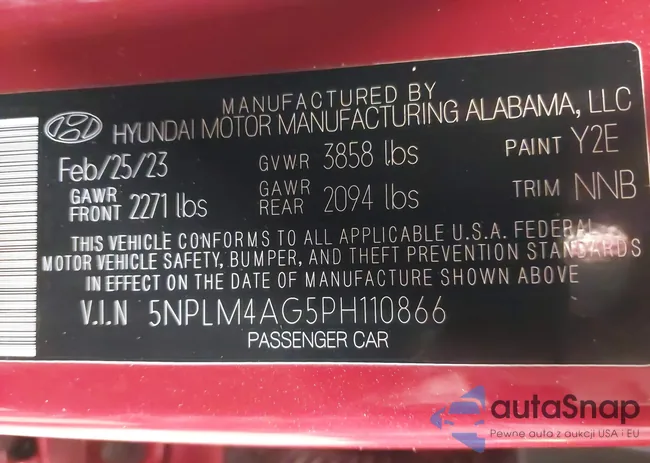 MANUFACTURED BY
HYUNDAI MOTOR MANUFACTURING ALABAMA, LLC
Feb/25/23 GVWR 3858 lbs PAINT Y2E
GAWR FRONT 2271 lbs GAWR REAR 2094 lbs TRIM NNB
THIS VEHICLE CONFORMS TO ALL APPLICABLE U.S.A. FEDERAL
MOTOR VEHICLE SAFETY, BUMPER, AND THEFT PREVENTION STANDARDS
IN EFFECT ON THE DATE OF MANUFACTURE SHOWN ABOVE
V.I.N 5NPLM4AG5PH110866
PASSENGER CAR
autaSnap
Pewne auta z aukcji USA i EU